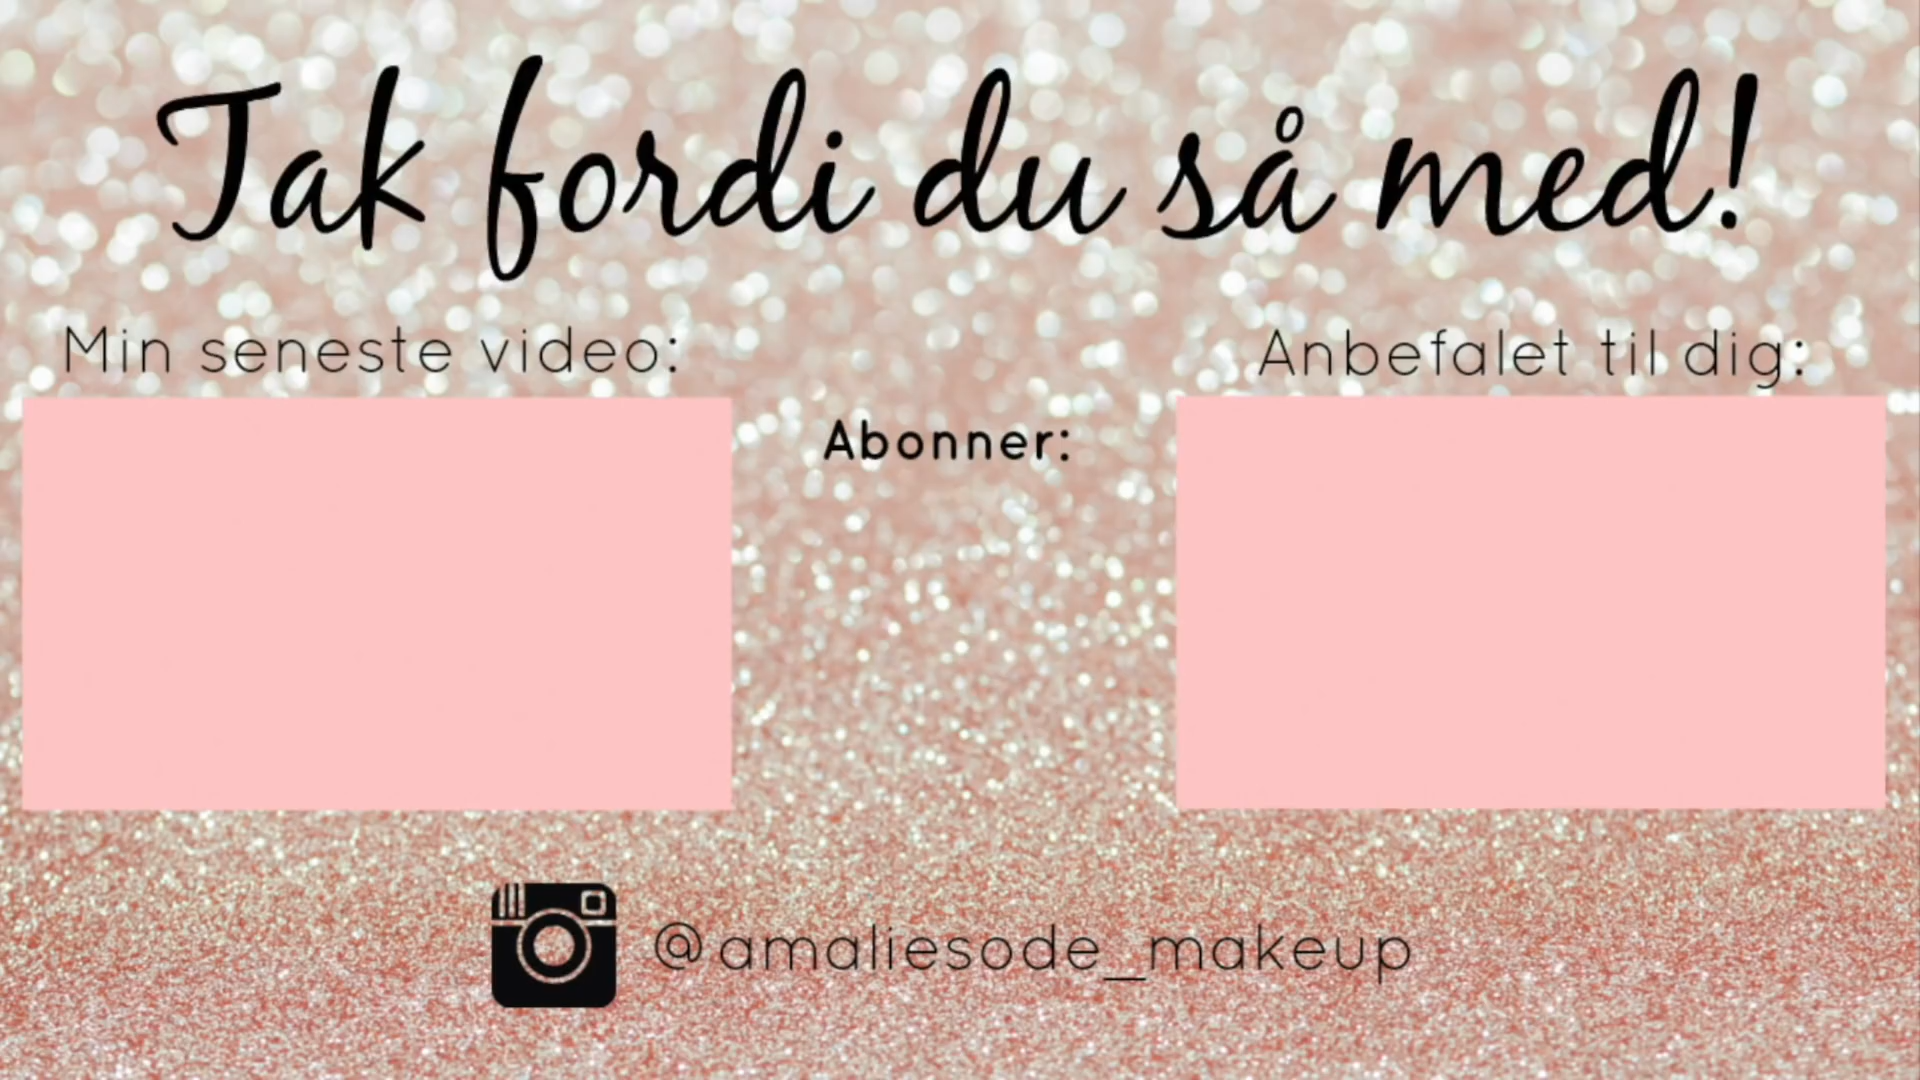 Tak fordi du så med!
Min seneste video:
Anbefalet til dig:
Abonner:
@amaliesode_makeup